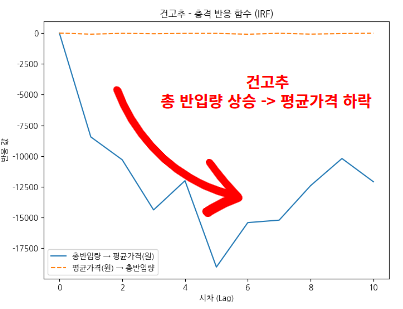 건고추 - 충격 반응 함수 (IRF)
0
-2500
-5000
-7500
-10000
-12500
-15000
-17500
반응 값
건고추
총 반입량 상승 -> 평균가격 하락
총반입량 → 평균가격(원)
평균가격(원) → 총반입량
0
2
4
6
8
10
시차 (Lag)